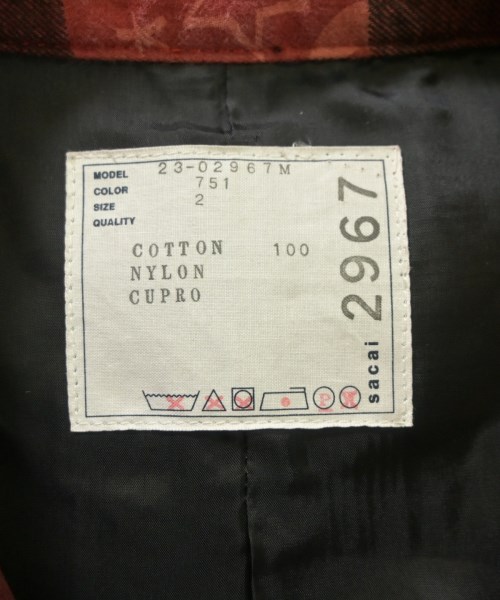 MODEL 23-02967M
COLOR 751
SIZE 2
QUALITY
COTTON 100
NYLON
CUPRO
sacai 2967
P